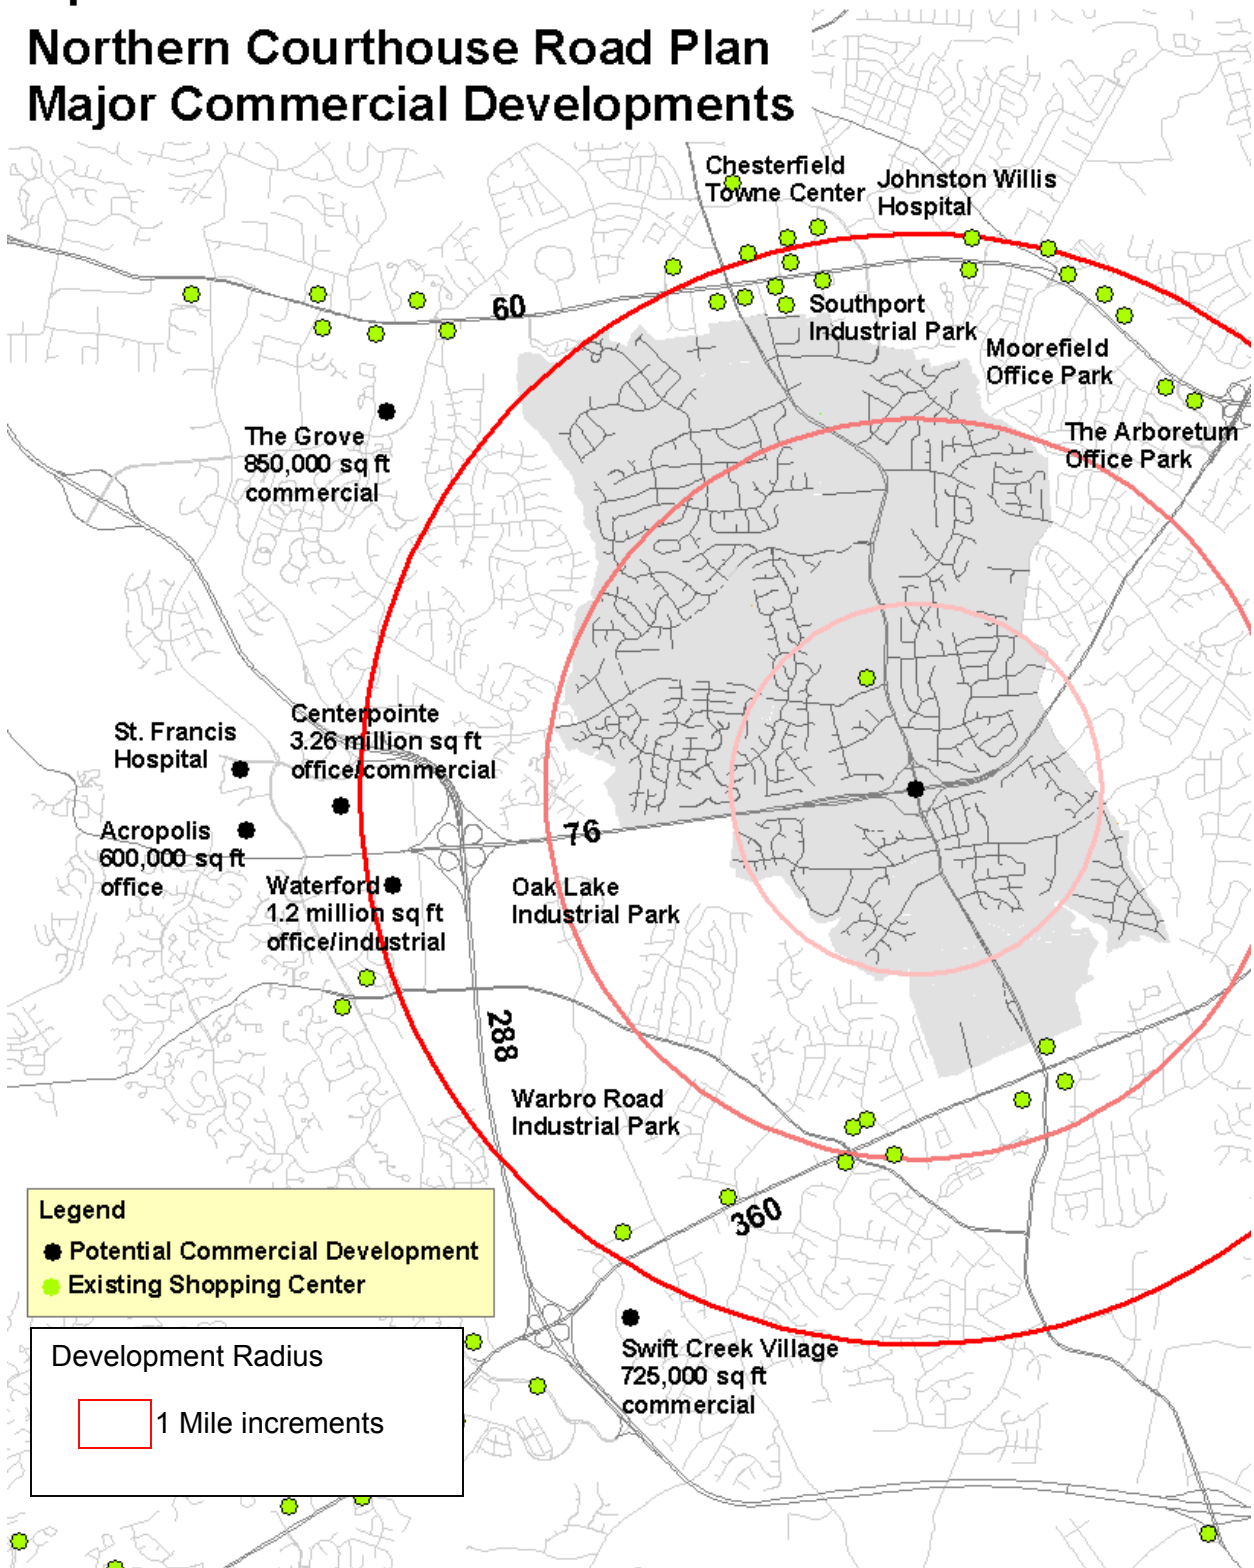 Northern Courthouse Road Plan
Major Commercial Developments
Chesterfield
Towne Center
Johnston Willis
Hospital
60
Southport
Industrial Park
Moorefield
Office Park
The Arboretum
Office Park
The Grove
850,000 sq ft
commercial
Centerpointe
3.26 million sq ft
office/commercial
St. Francis
Hospital
Acropolis
600,000 sq ft
office
76
Waterford
1.2 million sq ft
office/industrial
Oak Lake
Industrial Park
288
Warbro Road
Industrial Park
360
Swift Creek Village
725,000 sq ft
commercial
Legend
Potential Commercial Development
Existing Shopping Center
Development Radius
1 Mile increments